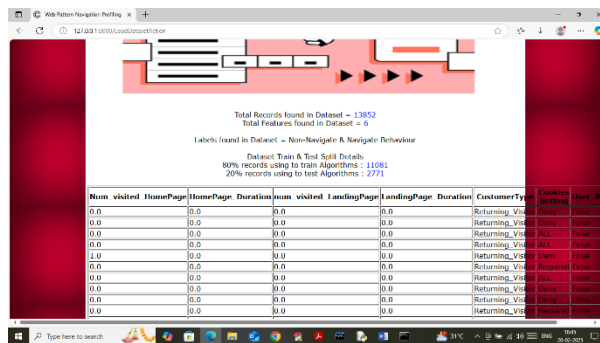 Web Pattern Navigation Profiling
127.0.0.1:8000/LoadDatasetAction
Total Records found in Dataset = 13852
Total Features found in Dataset = 6
Labels found in Dataset = Non-Navigate & Navigate Behaviour
Dataset Train & Test Split Details
80% records using to train Algorithms : 11081
20% records using to test Algorithms : 2771
Num_visited_HomePage HomePage_Duration num_visited_LandingPage LandingPage_Duration CustomerType Cookies Setting
0.0 0.0 0.0 0.0 Returning_Visitor Deny False
0.0 0.0 0.0 0.0 Returning_Visitor Deny False
0.0 0.0 0.0 0.0 Returning_Visitor ALL False
0.0 0.0 0.0 0.0 Returning_Visitor ALL False
1.0 0.0 0.0 0.0 Returning_Visitor Deny False
0.0 0.0 0.0 0.0 Returning_Visitor Required False
0.0 0.0 0.0 0.0 Returning_Visitor ALL False
0.0 0.0 0.0 0.0 Returning_Visitor Deny False
0.0 0.0 0.0 0.0 Returning_Visitor Deny False
0.0 0.0 0.0 0.0 Returning_Visitor Required False
Type here to search
31°C
ENG
26-02-2025